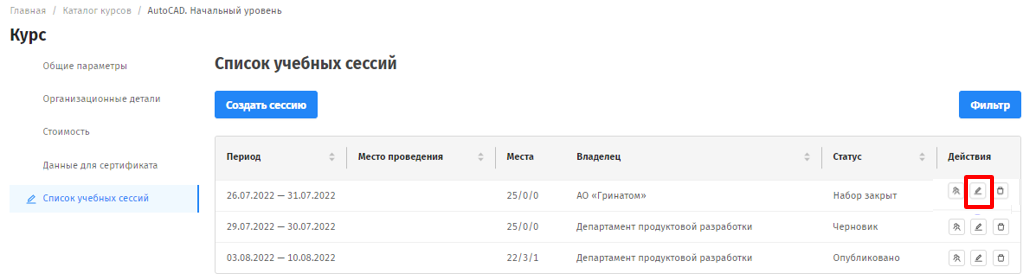 Главная / Каталог курсов / AutoCAD. Начальный уровень
Курс
Общие параметры
Организационные детали
Стоимость
Данные для сертификата
Список учебных сессий
Список учебных сессий
Создать сессию Фильтр
Период Место проведения Места Владелец Статус Действия
26.07.2022 — 31.07.2022 25/0/0 АО «Гринатом» Набор закрыт
29.07.2022 — 30.07.2022 25/0/0 Департамент продуктовой разработки Черновик
03.08.2022 — 10.08.2022 22/3/1 Департамент продуктовой разработки Опубликовано